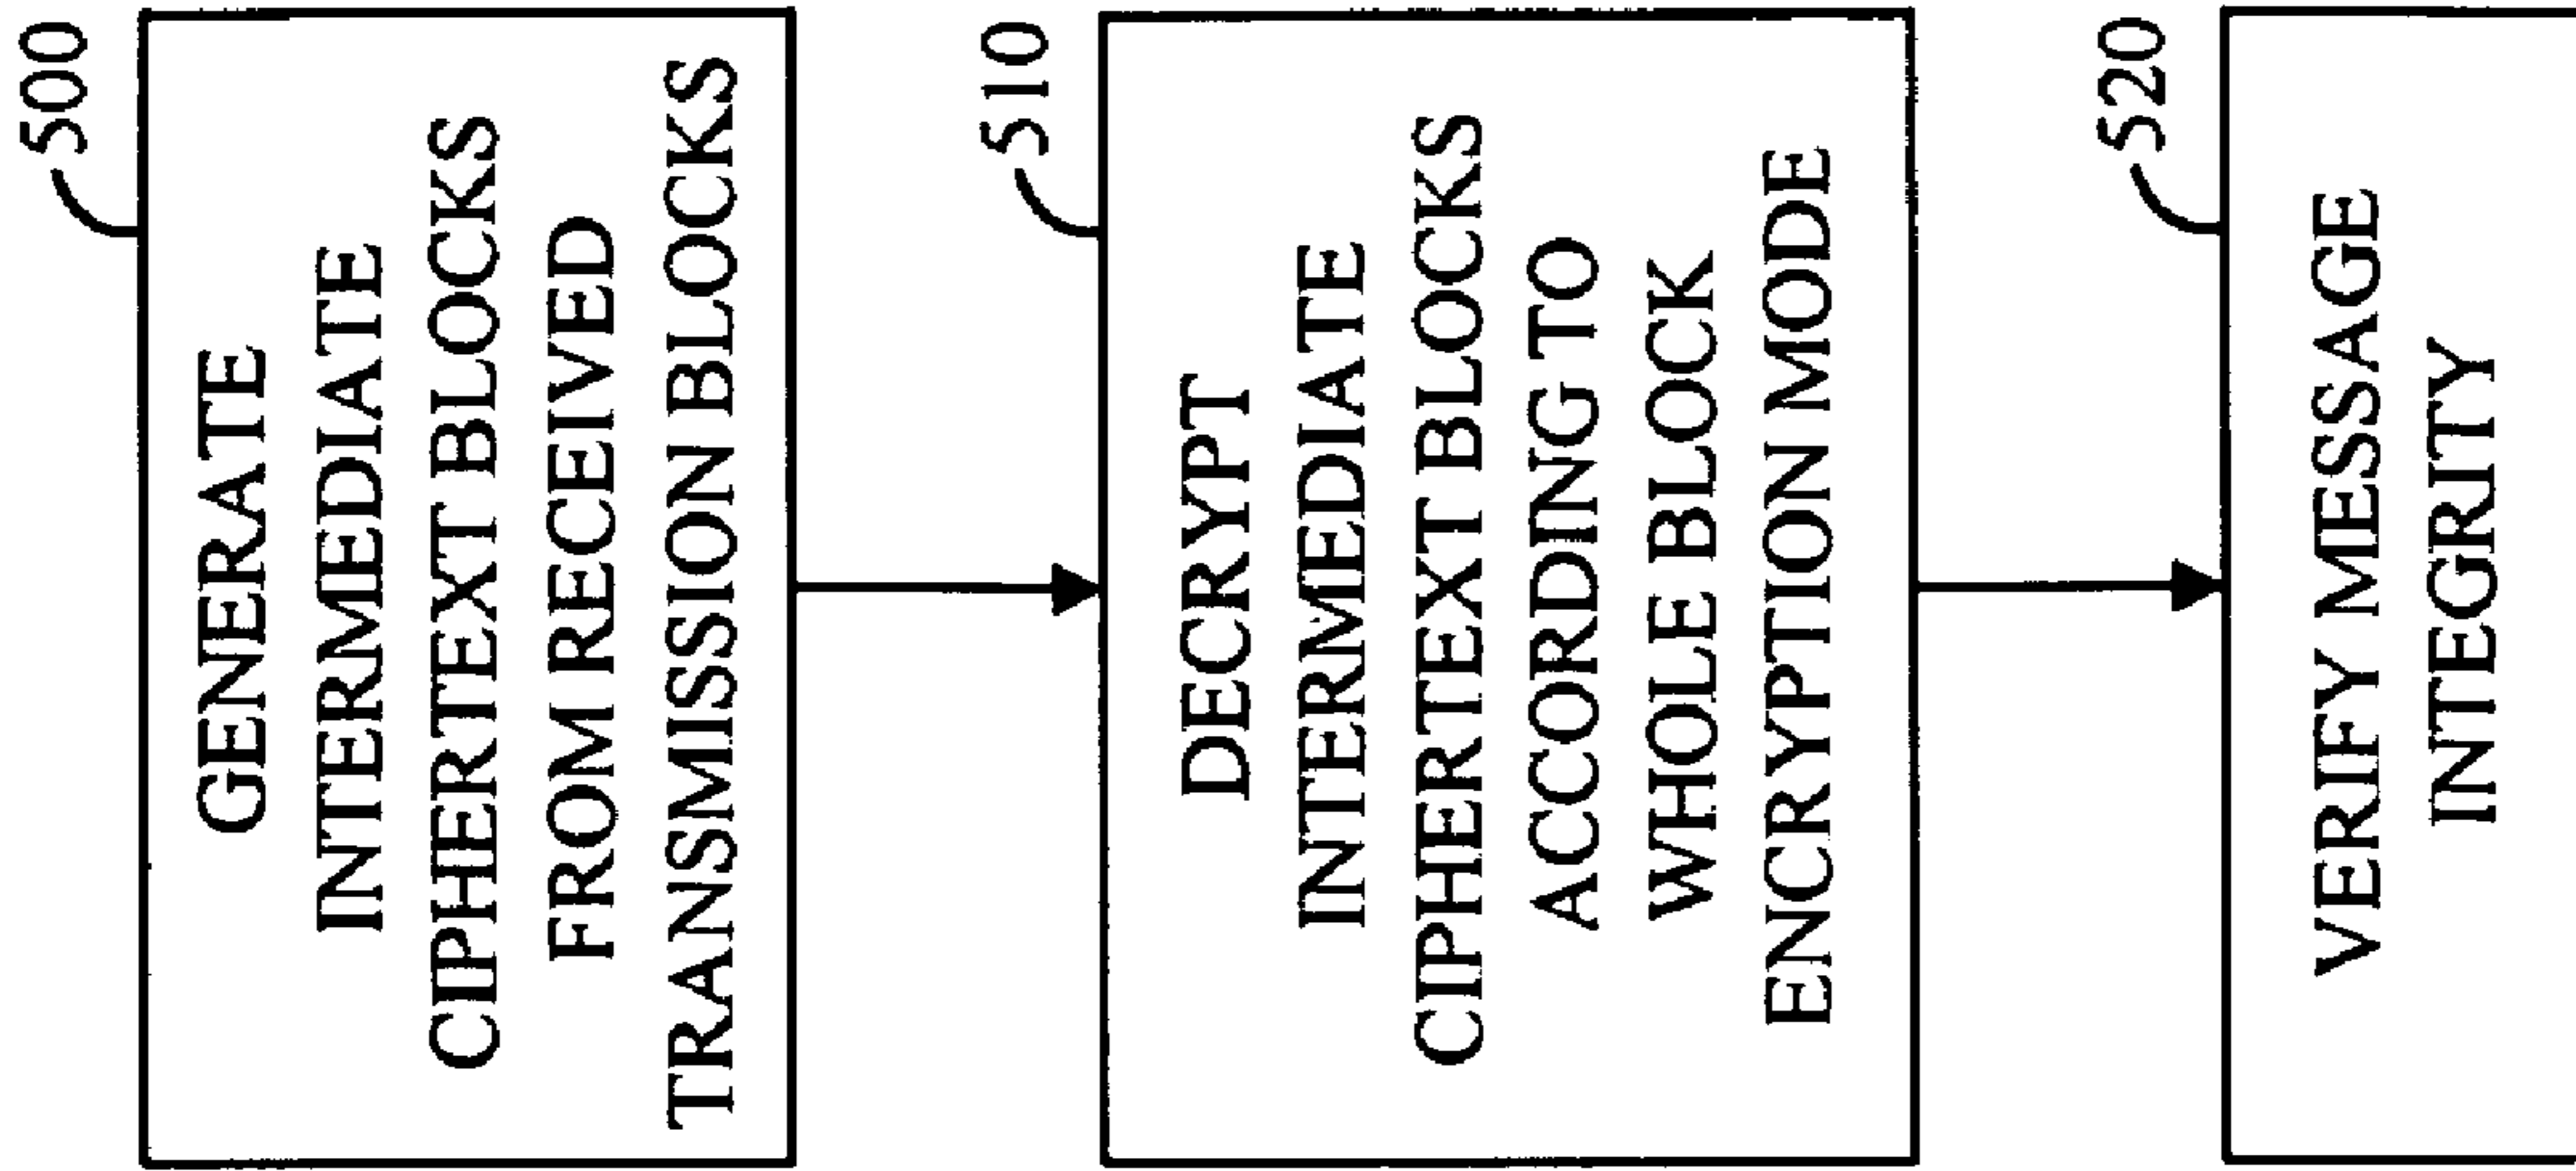 500
GENERATE
INTERMEDIATE
CIPHERTEXT BLOCKS
FROM RECEIVED
TRANSMISSION BLOCKS
510
DECRYPT
INTERMEDIATE
CIPHERTEXT BLOCKS
ACCORDING TO
WHOLE BLOCK
ENCRYPTION MODE
520
VERIFY MESSAGE
INTEGRITY